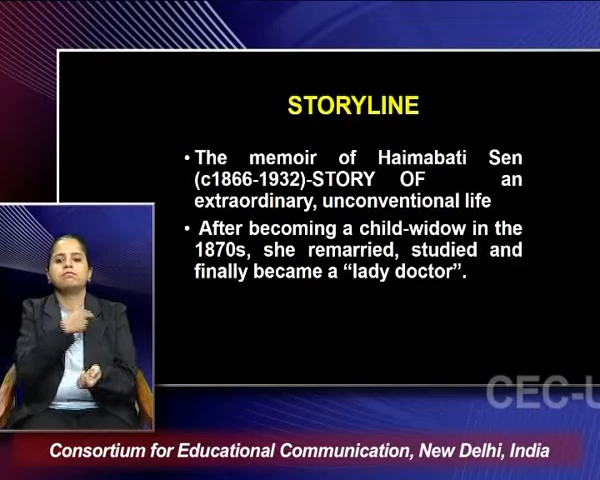 STORYLINE
• The memoir of Haimabati Sen
(c1866-1932)-STORY OF an
extraordinary, unconventional life
• After becoming a child-widow in the
1870s, she remarried, studied and
finally became a “lady doctor”.
CEC-U
Consortium for Educational Communication, New Delhi, India